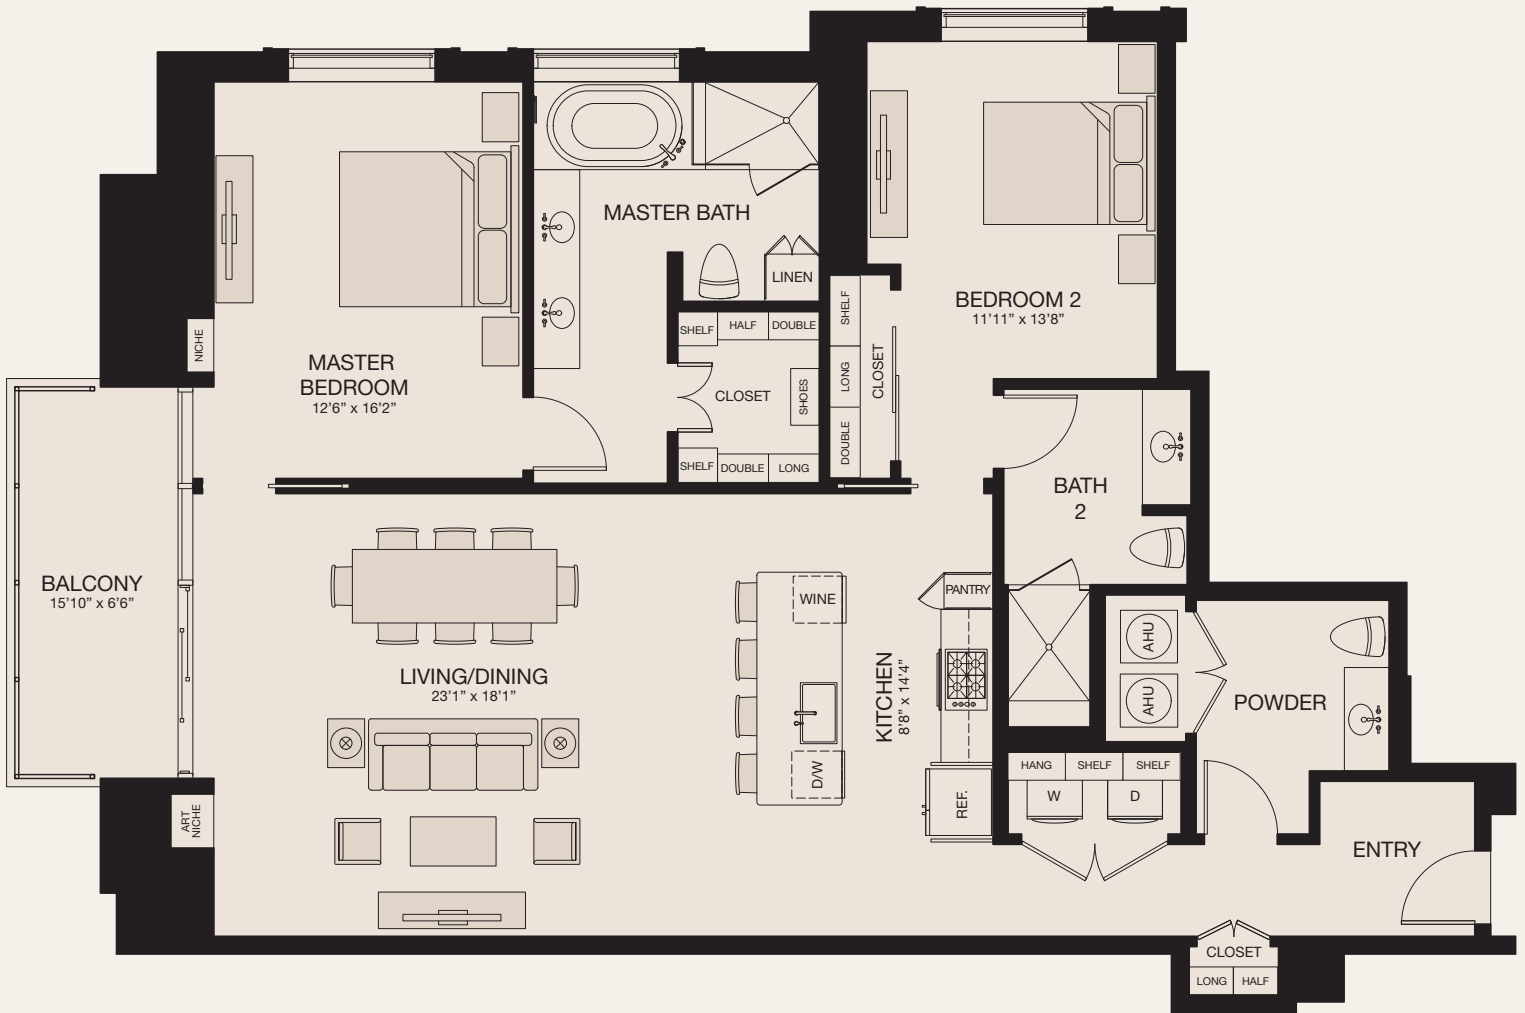 MASTER BATH
LINEN
SHELF
HALF
DOUBLE
CLOSET
SHOES
SHELF
DOUBLE
LONG
NICHE
MASTER
BEDROOM
12'6" x 16'2"
SHELF
LONG
DOUBLE
CLOSET
BEDROOM 2
11'11" x 13'8"
BATH
2
BALCONY
15'10" x 6'6"
LIVING/DINING
23'1" x 18'1"
WINE
D/W
KITCHEN
8'8" x 14'4"
PANTRY
REF.
AHU
AHU
POWDER
HANG
SHELF
SHELF
W
D
ART
NICHE
ENTRY
CLOSET
LONG
HALF